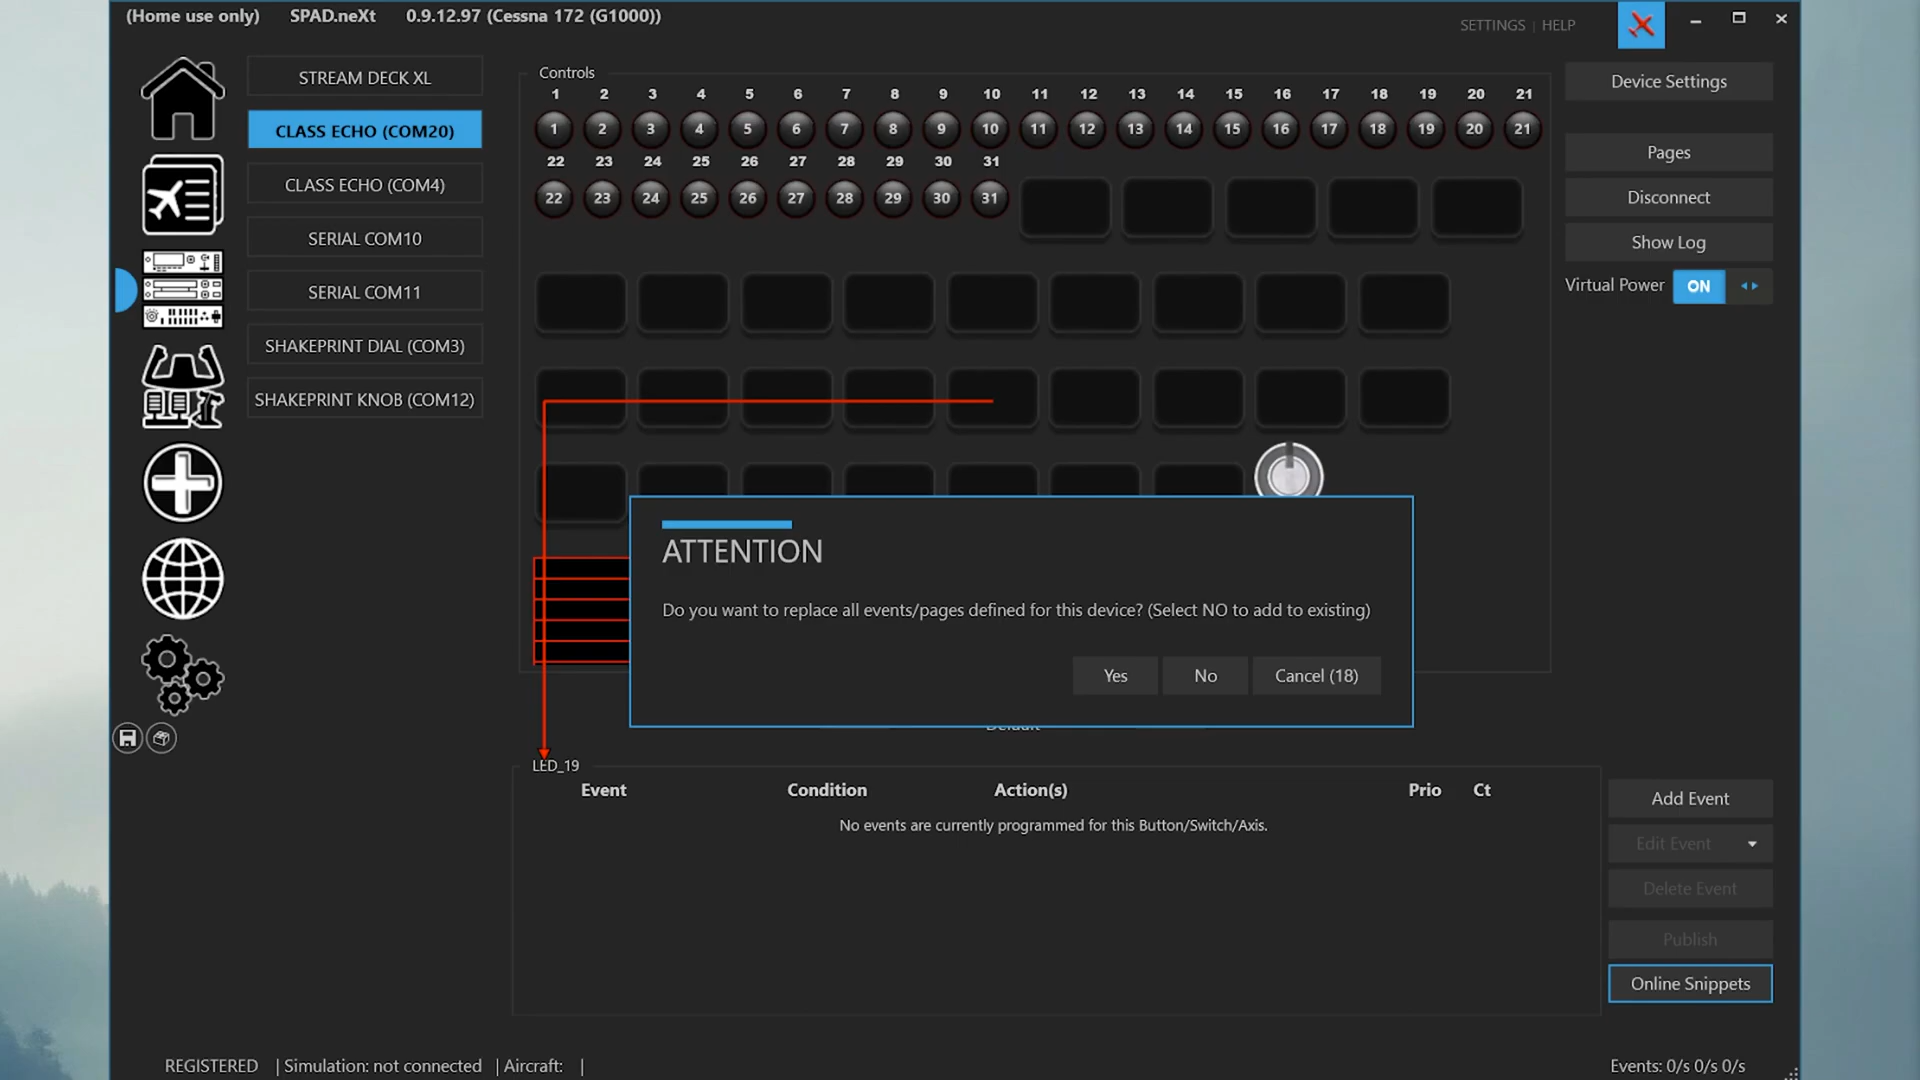 (Home use only) SPAD.neXt 0.9.12.97 (Cessna 172 (G1000))
SETTINGS | HELP
STREAM DECK XL
CLASS ECHO (COM20)
CLASS ECHO (COM4)
SERIAL COM10
SERIAL COM11
SHAKEPRINT DIAL (COM3)
SHAKEPRINT KNOB (COM12)
Controls
1 2 3 4 5 6 7 8 9 10 11 12 13 14 15 16 17 18 19 20 21
1 2 3 4 5 6 7 8 9 10 11 12 13 14 15 16 17 18 19 20 21
22 23 24 25 26 27 28 29 30 31
22 23 24 25 26 27 28 29 30 31
Device Settings
Pages
Disconnect
Show Log
Virtual Power ON
ATTENTION
Do you want to replace all events/pages defined for this device? (Select NO to add to existing)
Yes No Cancel (18)
Default
LED_19
Event Condition Action(s) Prio Ct
No events are currently programmed for this Button/Switch/Axis.
Add Event
Edit Event
Delete Event
Publish
Online Snippets
REGISTERED | Simulation: not connected | Aircraft: |
Events: 0/s 0/s 0/s